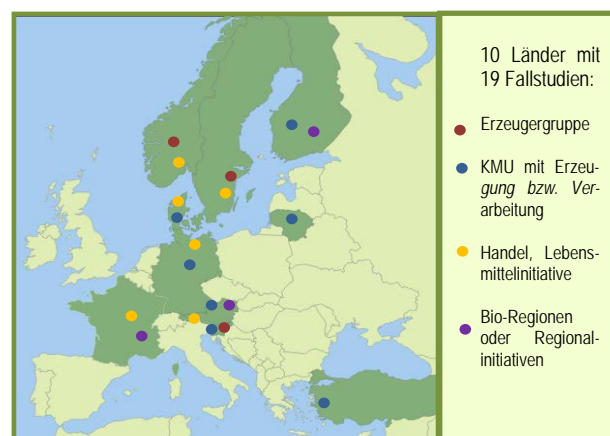 10 Länder mit
19 Fallstudien:
Erzeugergruppe
KMU mit Erzeu-
gung bzw. Ver-
arbeitung
Handel, Lebens-
mittelinitiative
Bio-Regionen
oder Regional-
initiativen